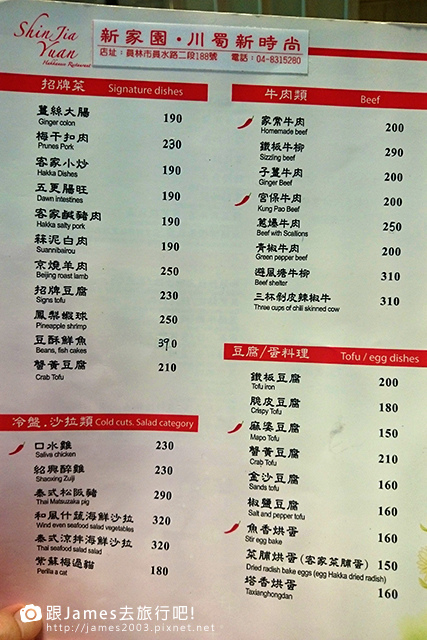 Shin Jia
Yuan
Hakkanese Restaurant
新家園·川蜀新時尚
店址：員林市員水路二段188號 電話：04-8315280
招牌菜 Signature dishes
薑絲大腸 190
Ginger colon
梅干扣肉 230
Prunes Pork
客家小炒 190
Hakka Dishes
五更腸旺 190
Dawn intestines
客家鹹豬肉 190
Hakka salty pork
蒜泥白肉 190
Suannibairou
京燒羊肉 250
Beijing roast lamb
招牌豆腐 230
Signs tofu
鳳梨蝦球 250
Pineapple shrimp
豆酥鮮魚 390
Beans, fish cakes
蟹黃豆腐 210
Crab Tofu
冷盤.沙拉類 Cold cuts. Salad category
口水雞 230
Saliva chicken
紹興醉雞 230
Shaoxing Zuiji
泰式松阪豬 290
Thai Matsuzaka pig
和風什蔬海鮮沙拉 320
Wind even seafood salad vegetables
泰式涼拌海鮮沙拉 320
Thai seafood salad salad
紫蘇梅過貓 180
Perilla a cat
牛肉類 Beef
家常牛肉 200
Homemade beef
鐵板牛柳 290
Sizzling beef
子薑牛肉 200
Ginger Beef
宮保牛肉 200
Kung Pao Beef
蔥爆牛肉 250
Beef with Scallions
青椒牛肉 200
Green pepper beef
避風塘牛柳 310
Beef shelter
三杯剝皮辣椒牛 310
Three cups of chili skinned cow
豆腐/蛋料理 Tofu / egg dishes
鐵板豆腐 200
Tofu iron
脆皮豆腐 180
Crispy Tofu
麻婆豆腐 150
Mapo Tofu
蟹黃豆腐 210
Crab Tofu
金沙豆腐 160
Sands tofu
椒鹽豆腐 160
Salt and pepper tofu
魚香烘蛋 160
Stir egg bake
菜脯烘蛋(客家菜脯蛋) 150
Dried radish bake eggs (egg Hakka dried radish)
塔香烘蛋 160
Taxianghongdan
跟James去旅行吧!
http://james2003.pixnet.net